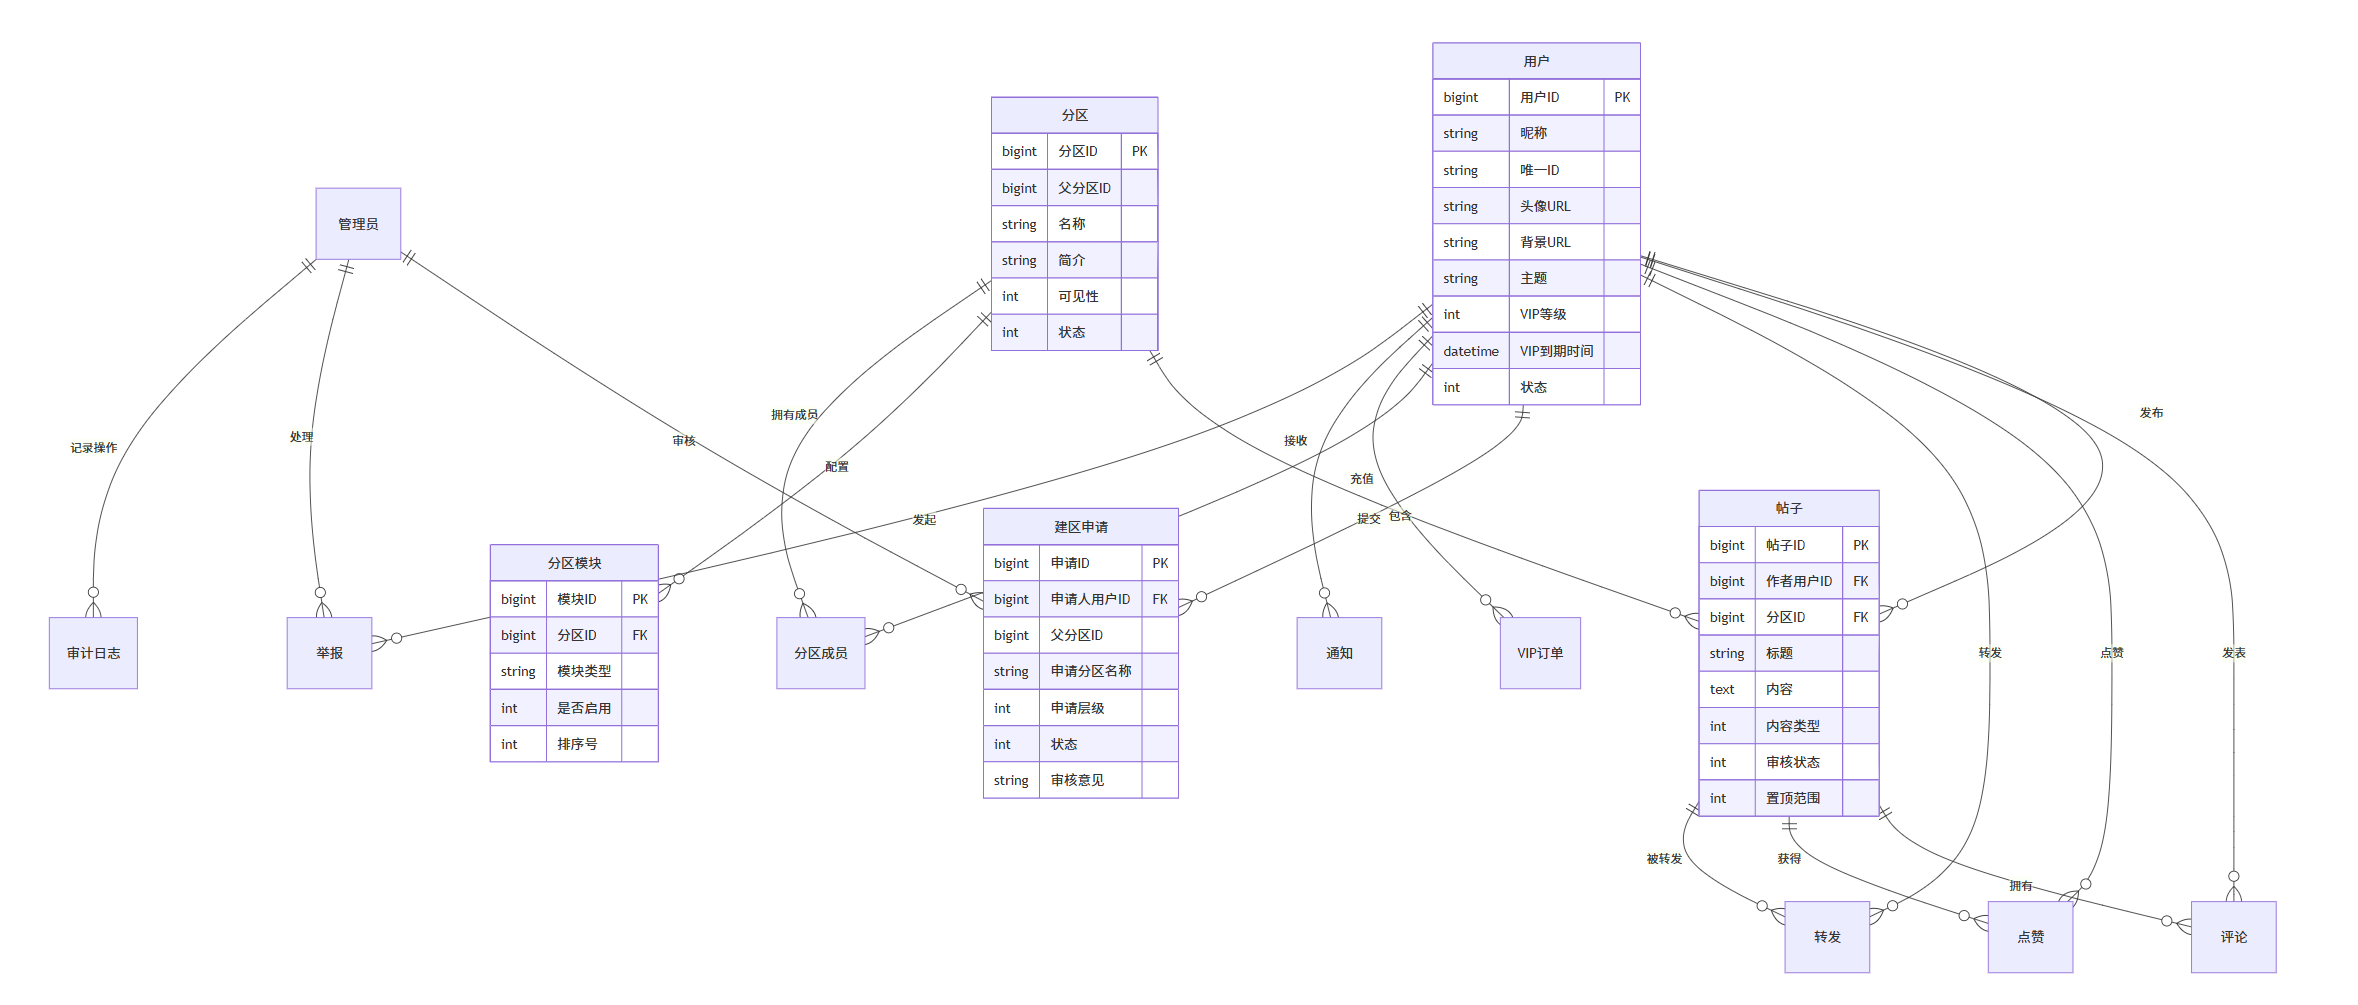 用户
bigint 用户ID PK
string 昵称
string 唯一ID
string 头像URL
string 背景URL
string 主题
int VIP等级
datetime VIP到期时间
int 状态
分区
bigint 分区ID PK
bigint 父分区ID
string 名称
string 简介
int 可见性
int 状态
管理员
记录操作
处理
审核
拥有成员
配置
发起
接收
充值
提交
包含
发布
转发
点赞
发表
审计日志
举报
分区模块
bigint 模块ID PK
bigint 分区ID FK
string 模块类型
int 是否启用
int 排序号
分区成员
建区申请
bigint 申请ID PK
bigint 申请人用户ID FK
bigint 父分区ID
string 申请分区名称
int 申请层级
int 状态
string 审核意见
通知
VIP订单
帖子
bigint 帖子ID PK
bigint 作者用户ID FK
bigint 分区ID FK
string 标题
text 内容
int 内容类型
int 审核状态
int 置顶范围
被转发
获得
拥有
转发
点赞
评论